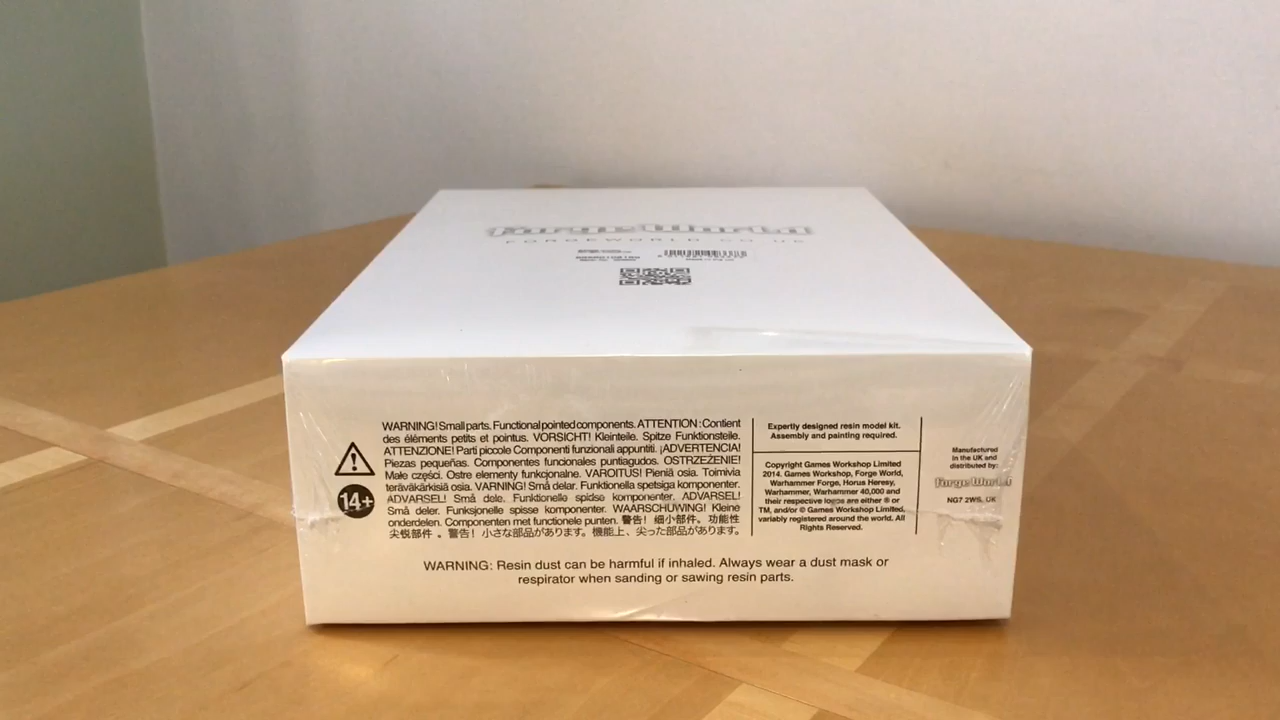 Forge World
FORGEWORLD.CO.UK
WARNING! Small parts. Functional pointed components. ATTENTION : Contient
des éléments petits et pointus. VORSICHT! Kleinteile. Spitze Funktionsteile.
ATTENZIONE! Parti piccole Componenti funzionali appuntiti. ¡ADVERTENCIA!
Piezas pequeñas. Componentes funcionales puntiagudos. OSTRZEŻENIE!
Małe części. Ostre elementy funkcjonalne. VAROITUS! Pieniä osia. Toimivia
teräväkärkisiä osia. VARNING! Små delar. Funktionella spetsiga komponenter.
ADVARSEL! Små dele. Funktionelle spidse komponenter. ADVARSEL!
Små deler. Funksjonelle spisse komponenter. WAARSCHUWING! Kleine
onderdelen. Componenten met functionele punten. 警告! 细小部件。功能性
尖锐部件 。警告! 小さな部品があります。機能上、尖った部品があります。
14+
Expertly designed resin model kit.
Assembly and painting required.
Copyright Games Workshop Limited
2014. Games Workshop, Forge World,
Warhammer Forge, Horus Heresy,
Warhammer, Warhammer 40,000 and
their respective logos are either ® or
TM, and/or © Games Workshop Limited,
variably registered around the world. All
Rights Reserved.
Manufactured
in the UK and
distributed by:
Forge World
NG7 2WS, UK
WARNING: Resin dust can be harmful if inhaled. Always wear a dust mask or
respirator when sanding or sawing resin parts.